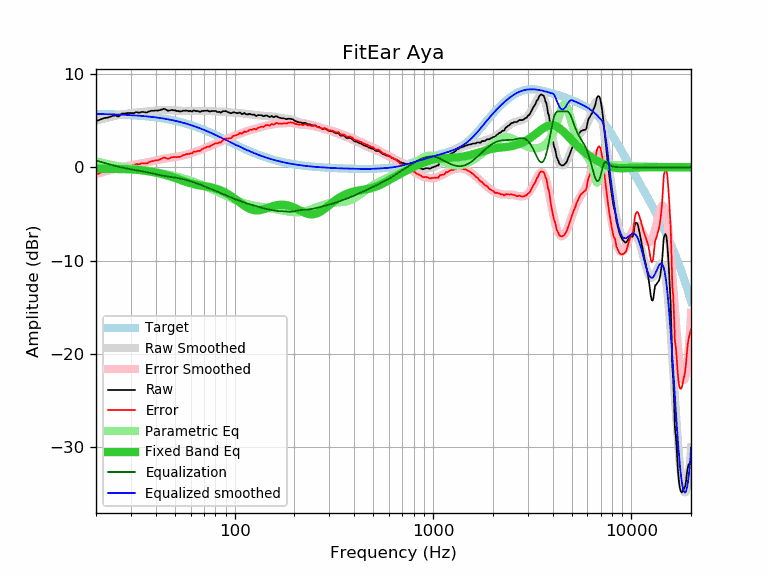 FitEar Aya
10
0
−10
−20
−30
Amplitude (dBr)
Target
Raw Smoothed
Error Smoothed
Raw
Error
Parametric Eq
Fixed Band Eq
Equalization
Equalized smoothed
100 1000 10000
Frequency (Hz)